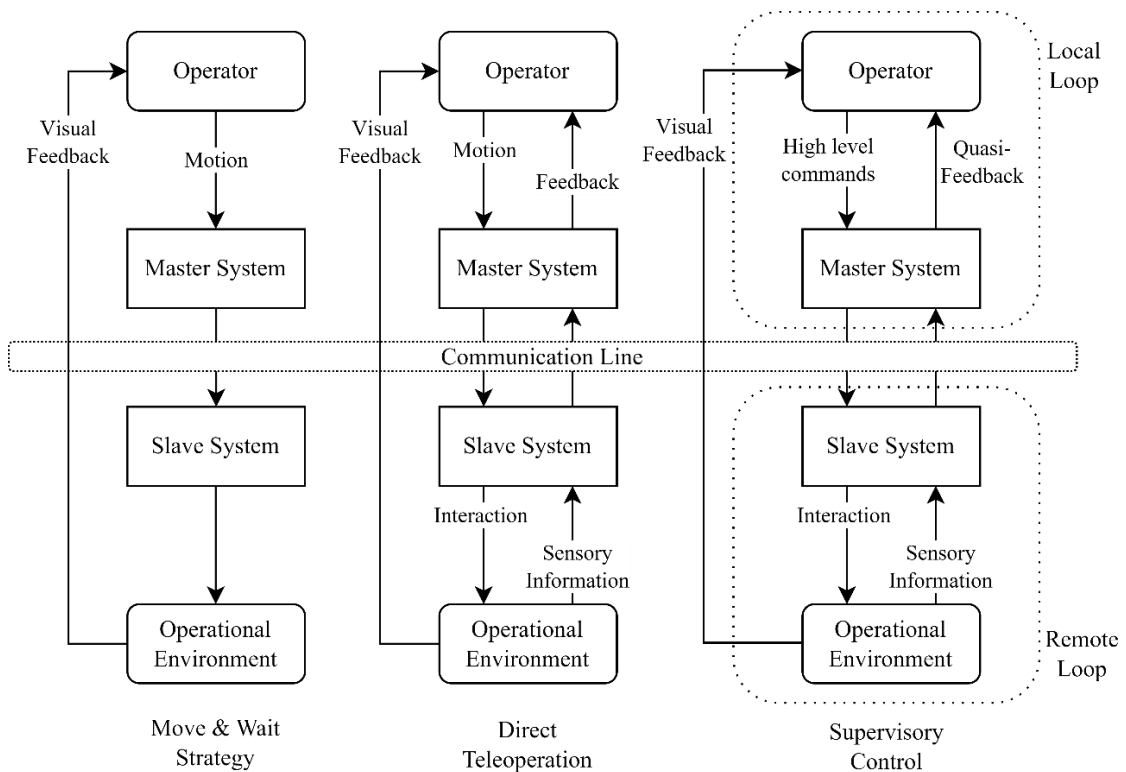 Operator
Visual
Feedback
Motion
Master System
Slave System
Operational
Environment
Move & Wait
Strategy
Operator
Visual
Feedback
Motion
Feedback
Master System
Slave System
Interaction
Sensory
Information
Operational
Environment
Direct
Teleoperation
Operator
Local
Loop
Visual
Feedback
High level
commands
Quasi-
Feedback
Master System
Communication Line
Slave System
Interaction
Sensory
Information
Operational
Environment
Remote
Loop
Supervisory
Control